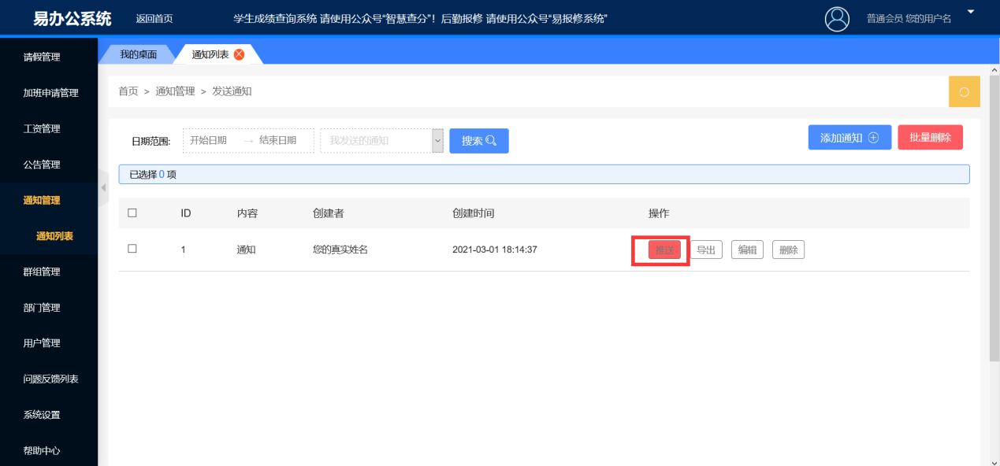 易办公系统 返回首页 学生成绩查询系统 请使用公众号“智慧查分”！后勤报修 请使用公众号“易报修系统” 普通会员 您的用户名
请假管理
加班申请管理
工资管理
公告管理
通知管理
通知列表
群组管理
部门管理
用户管理
问题反馈列表
系统设置
帮助中心
我的桌面 通知列表
首页 > 通知管理 > 发送通知
日期范围: 开始日期 → 结束日期 我发送的通知 搜索 添加通知 批量删除
已选择 0 项
ID 内容 创建者 创建时间 操作
1 通知 您的真实姓名 2021-03-01 18:14:37 推送 导出 编辑 删除